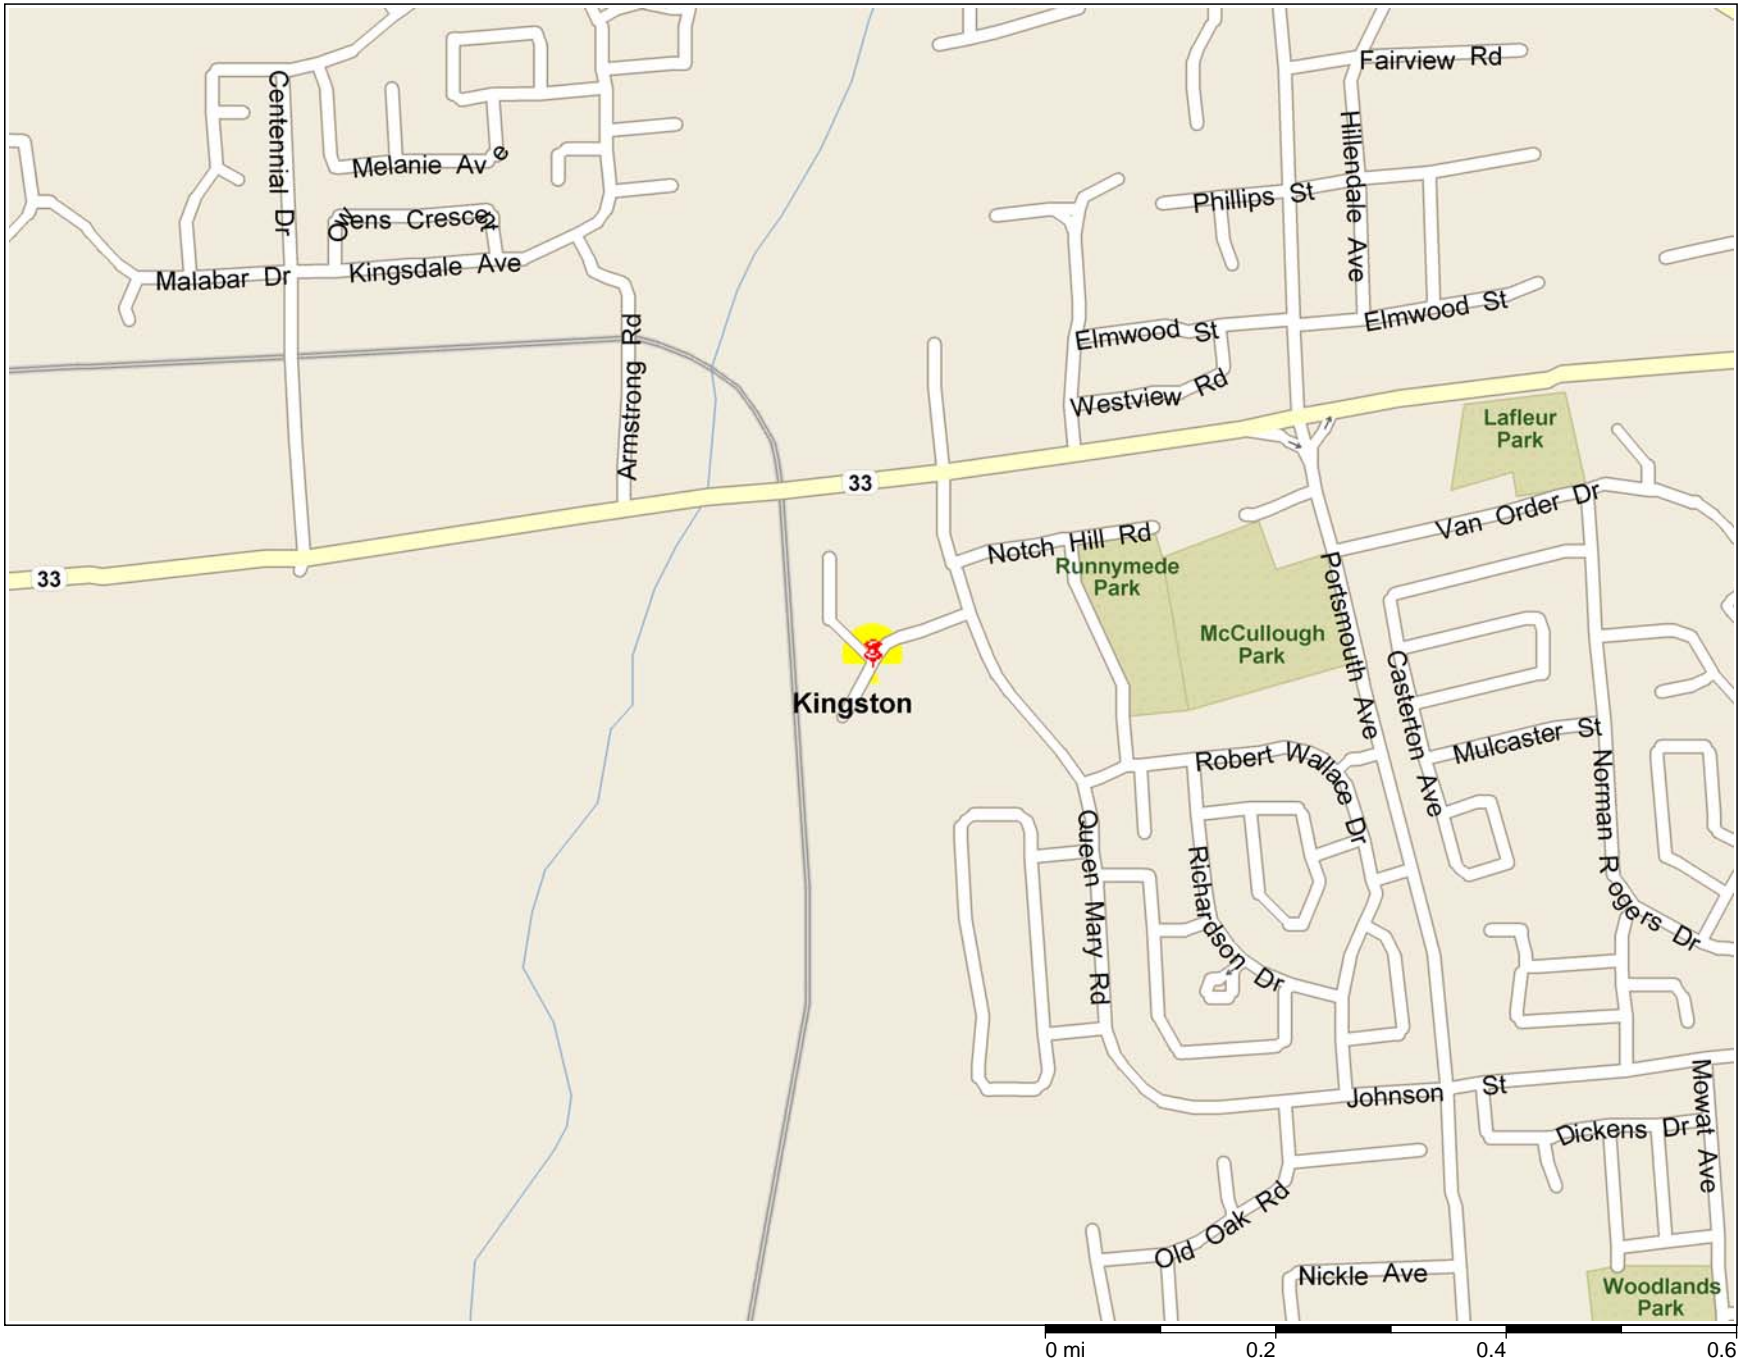 Fairview Rd
Centennial Dr
Hillendale Ave
Melanie Ave
Phillips St
Owens Crescent
Malabar Dr
Kingsdale Ave
Elmwood St
Elmwood St
Armstrong Rd
Westview Rd
Lafleur
Park
33
Van Order Dr
Notch Hill Rd
33
Runnymede
Park
Portsmouth Ave
McCullough
Park
Casterton Ave
Kingston
Mulcaster St
Robert Wallace Dr
Norman Rogers Dr
Queen Mary Rd
Richardson Dr
Johnson St
Mowat Ave
Dickens Dr
Old Oak Rd
Nickle Ave
Woodlands
Park
0 mi 0.2 0.4 0.6